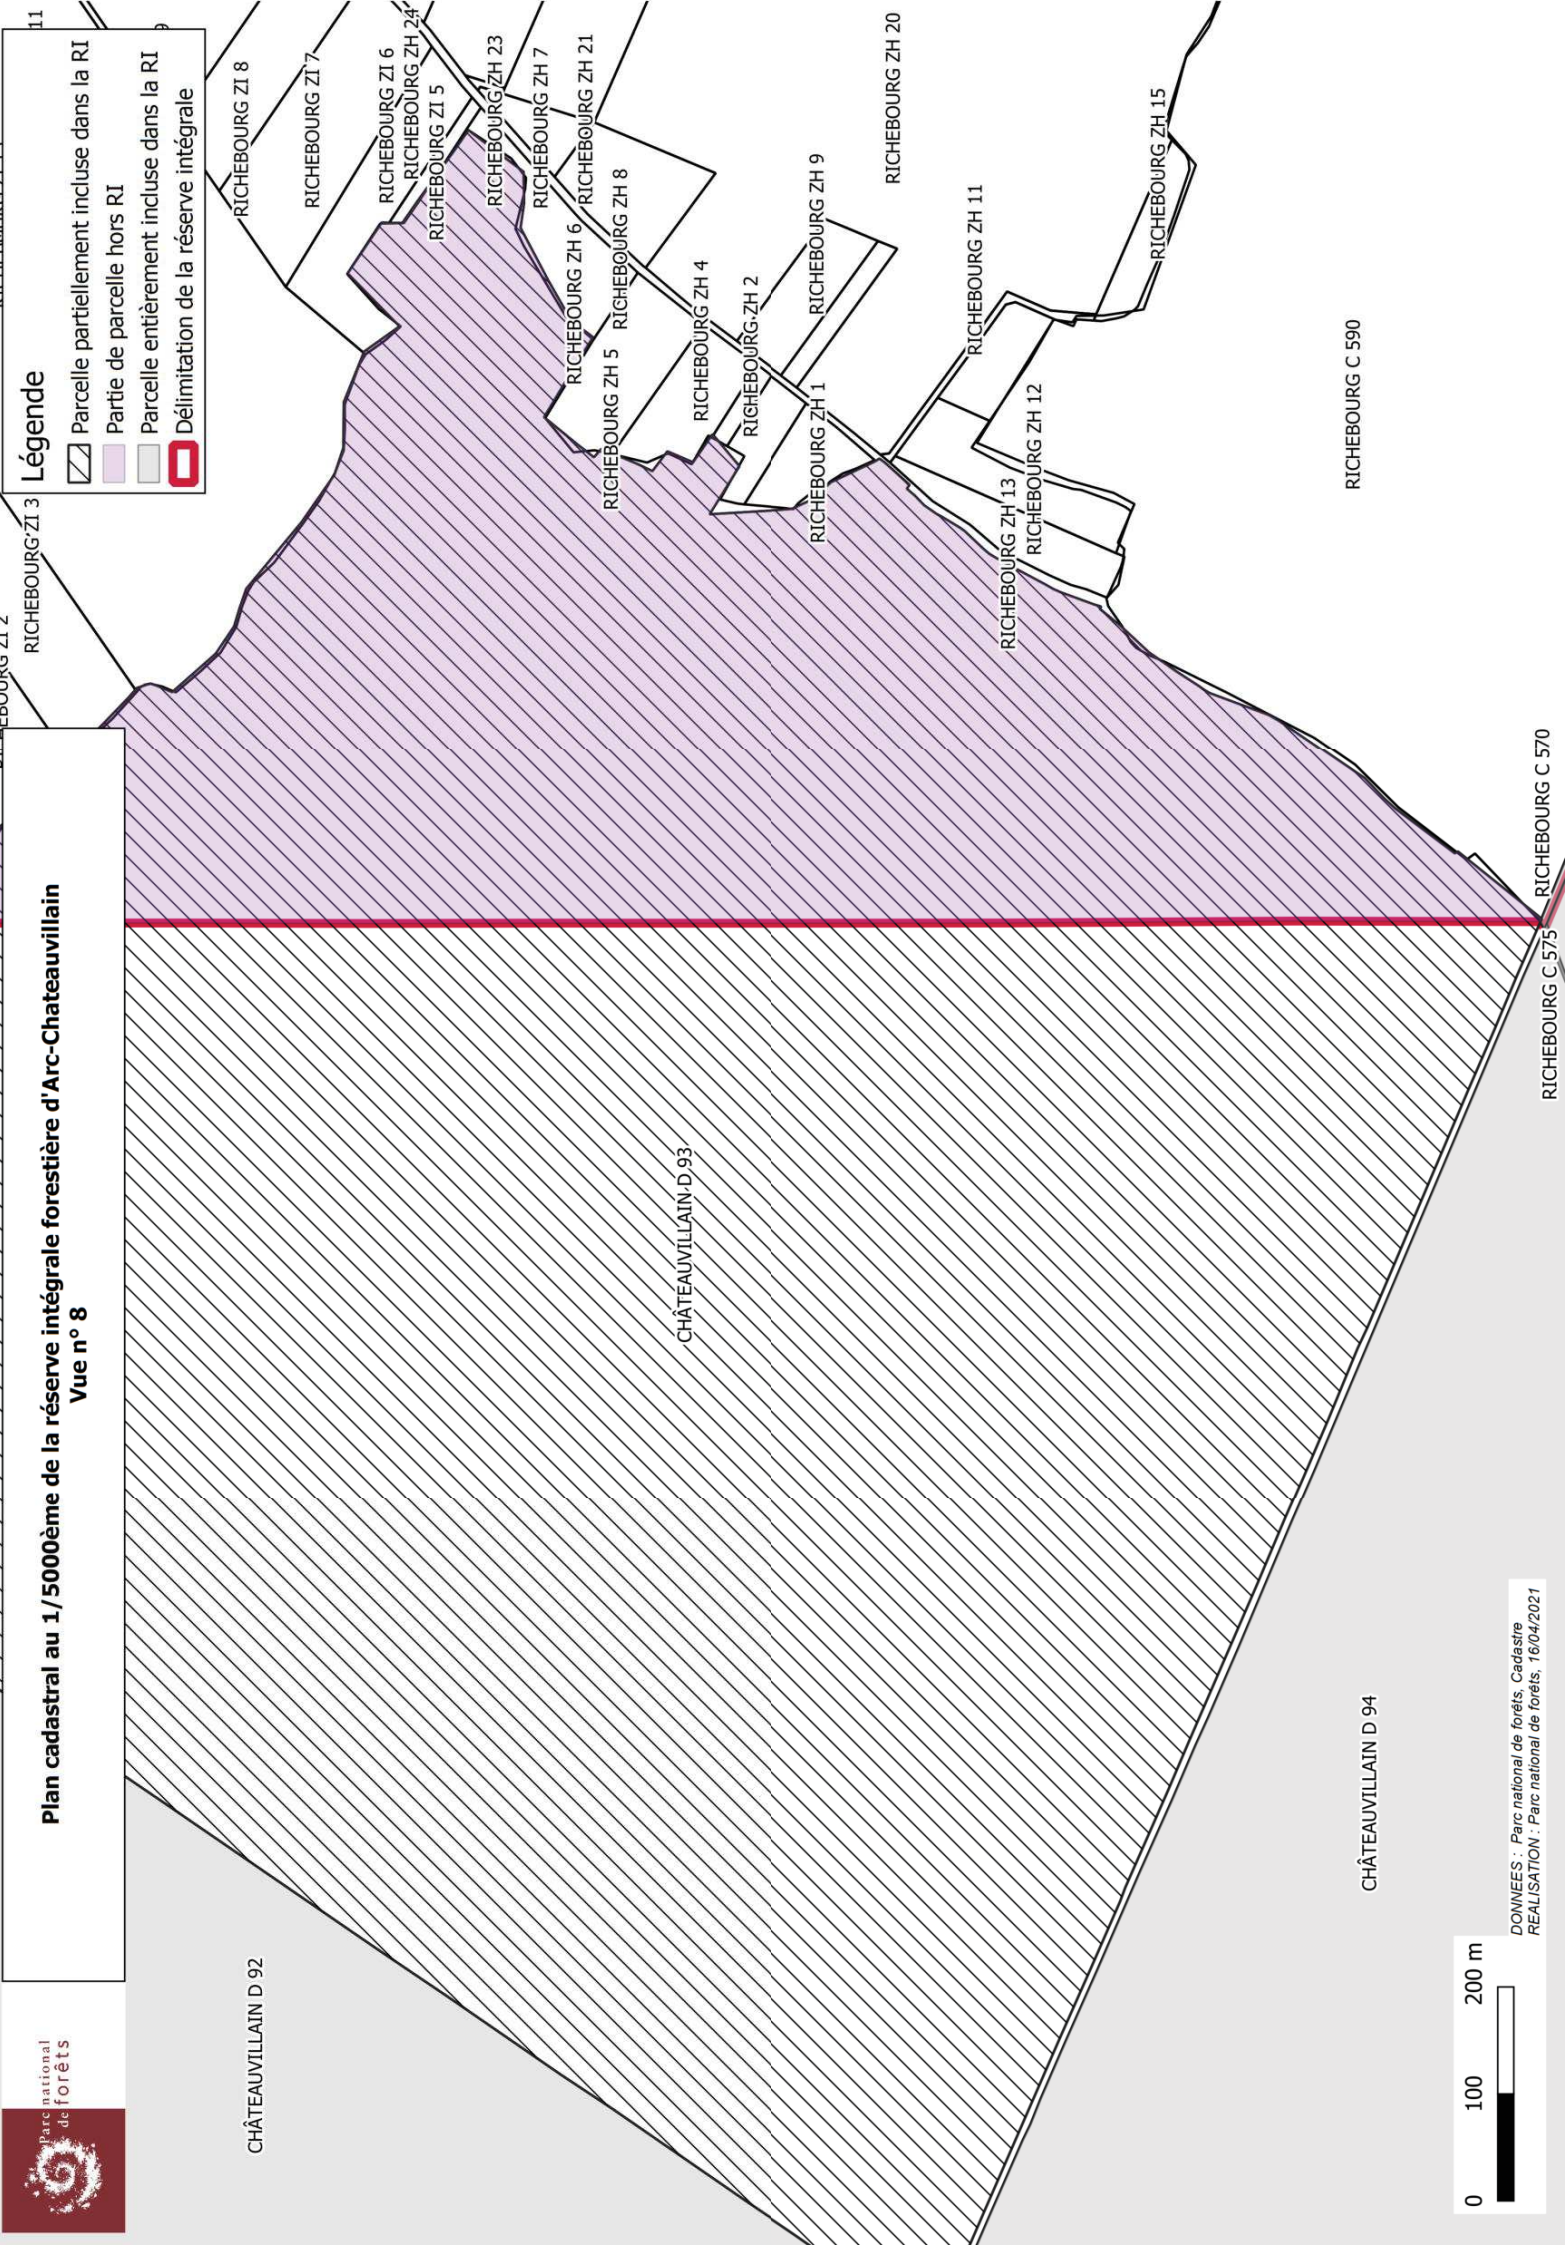 Parc national
de forêts
Plan cadastral au 1/5000ème de la réserve intégrale forestière d'Arc-Chateauvillain
Vue n° 8
Légende
Parcelle partiellement incluse dans la RI
Partie de parcelle hors RI
Parcelle entièrement incluse dans la RI
Délimitation de la réserve intégrale
RICHEBOURG ZI 3
RICHEBOURG ZI 8
RICHEBOURG ZI 7
RICHEBOURG ZI 6
RICHEBOURG ZH 24
RICHEBOURG ZI 5
RICHEBOURG ZH 23
RICHEBOURG ZH 7
RICHEBOURG ZH 21
RICHEBOURG ZH 6
RICHEBOURG ZH 8
RICHEBOURG ZH 5
RICHEBOURG ZH 4
RICHEBOURG ZH 2
RICHEBOURG ZH 9
RICHEBOURG ZH 1
RICHEBOURG ZH 20
RICHEBOURG ZH 11
RICHEBOURG ZH 13
RICHEBOURG ZH 12
RICHEBOURG ZH 15
RICHEBOURG C 590
RICHEBOURG C 570
RICHEBOURG C 575
CHÂTEAUVILLAIN D 93
CHÂTEAUVILLAIN D 92
CHÂTEAUVILLAIN D 94
0 100 200 m
DONNEES : Parc national de forêts, Cadastre
REALISATION : Parc national de forêts, 16/04/2021